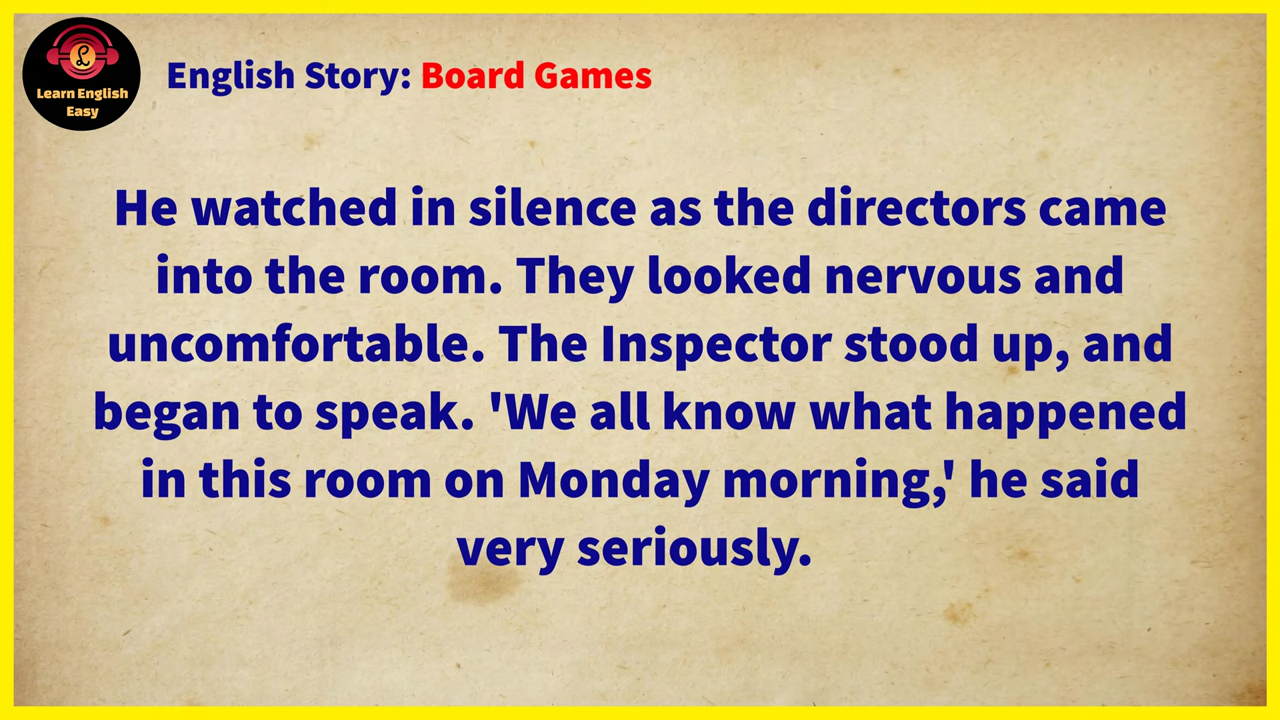 Learn English
Easy
English Story: Board Games
He watched in silence as the directors came
into the room. They looked nervous and
uncomfortable. The Inspector stood up, and
began to speak. 'We all know what happened
in this room on Monday morning,' he said
very seriously.